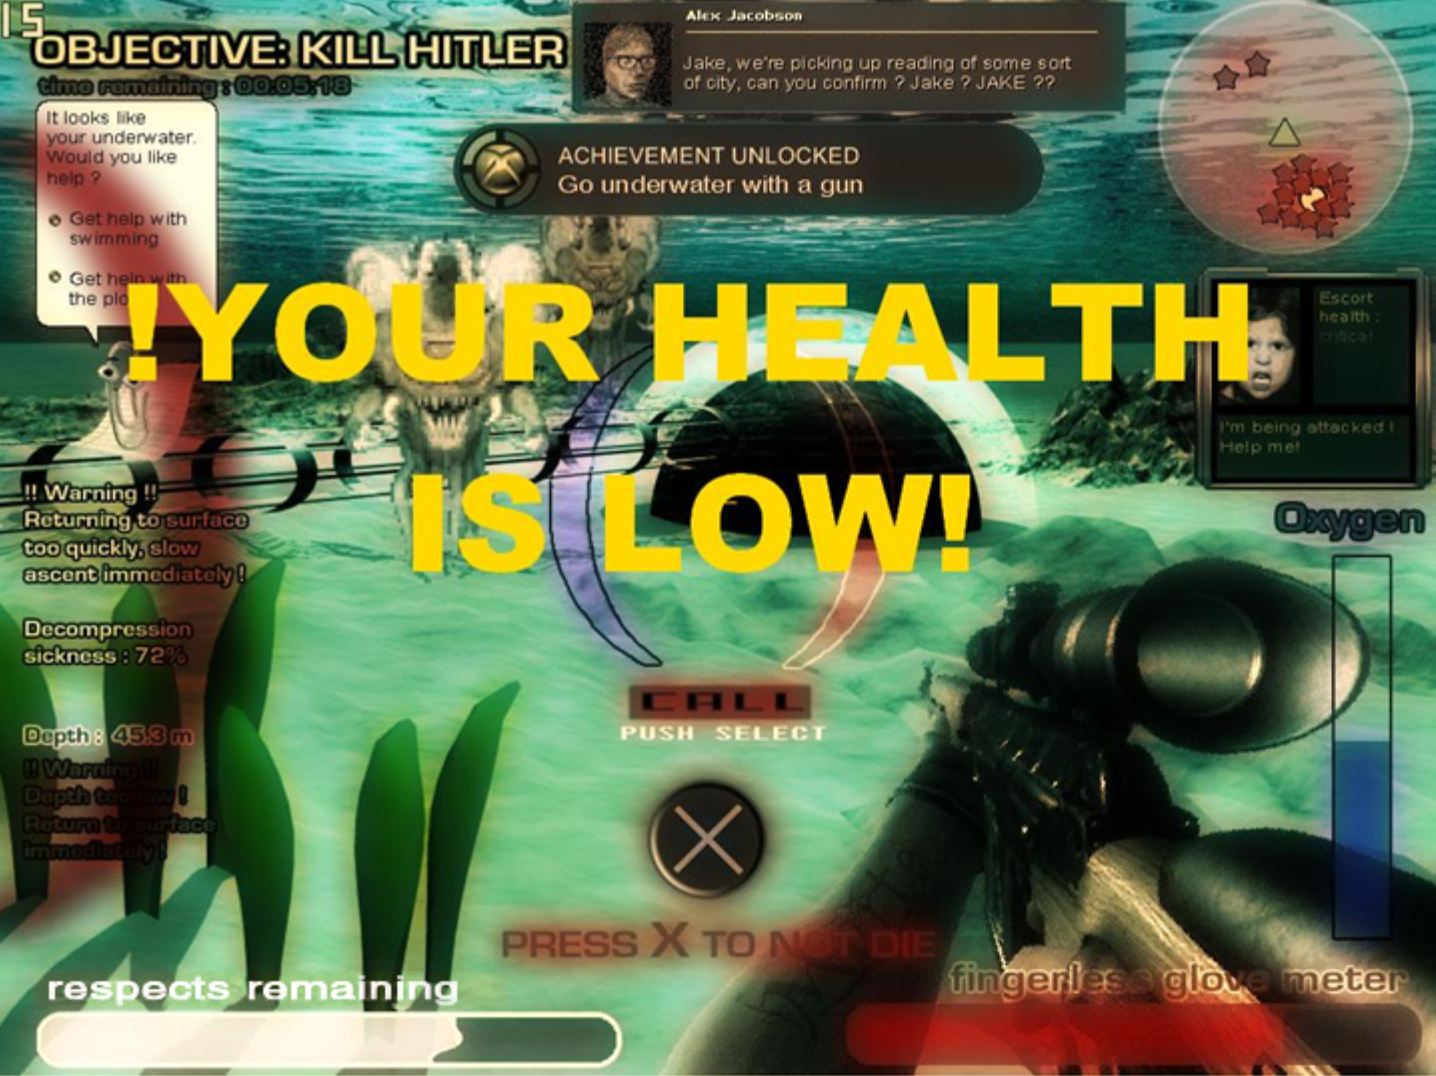 15
OBJECTIVE: KILL HITLER
time remaining : 00:05:18
Alex Jacobson
Jake, we're picking up reading of some sort
of city, can you confirm ? Jake ? JAKE ??
ACHIEVEMENT UNLOCKED
Go underwater with a gun
It looks like
your underwater.
Would you like
help ?
Get help with
swimming
Get help with
the plo
!YOUR HEALTH
IS LOW!
Escort
health :
critical
I'm being attacked !
Help me!
!! Warning !!
Returning to surface
too quickly, slow
ascent immediately !
Decompression
sickness : 72%
Oxygen
Depth : 45.3 m
!! Warning !!
Depth too low !
Return to surface
immediately !
CALL
PUSH SELECT
PRESS X TO NOT DIE
respects remaining
fingerless glove meter